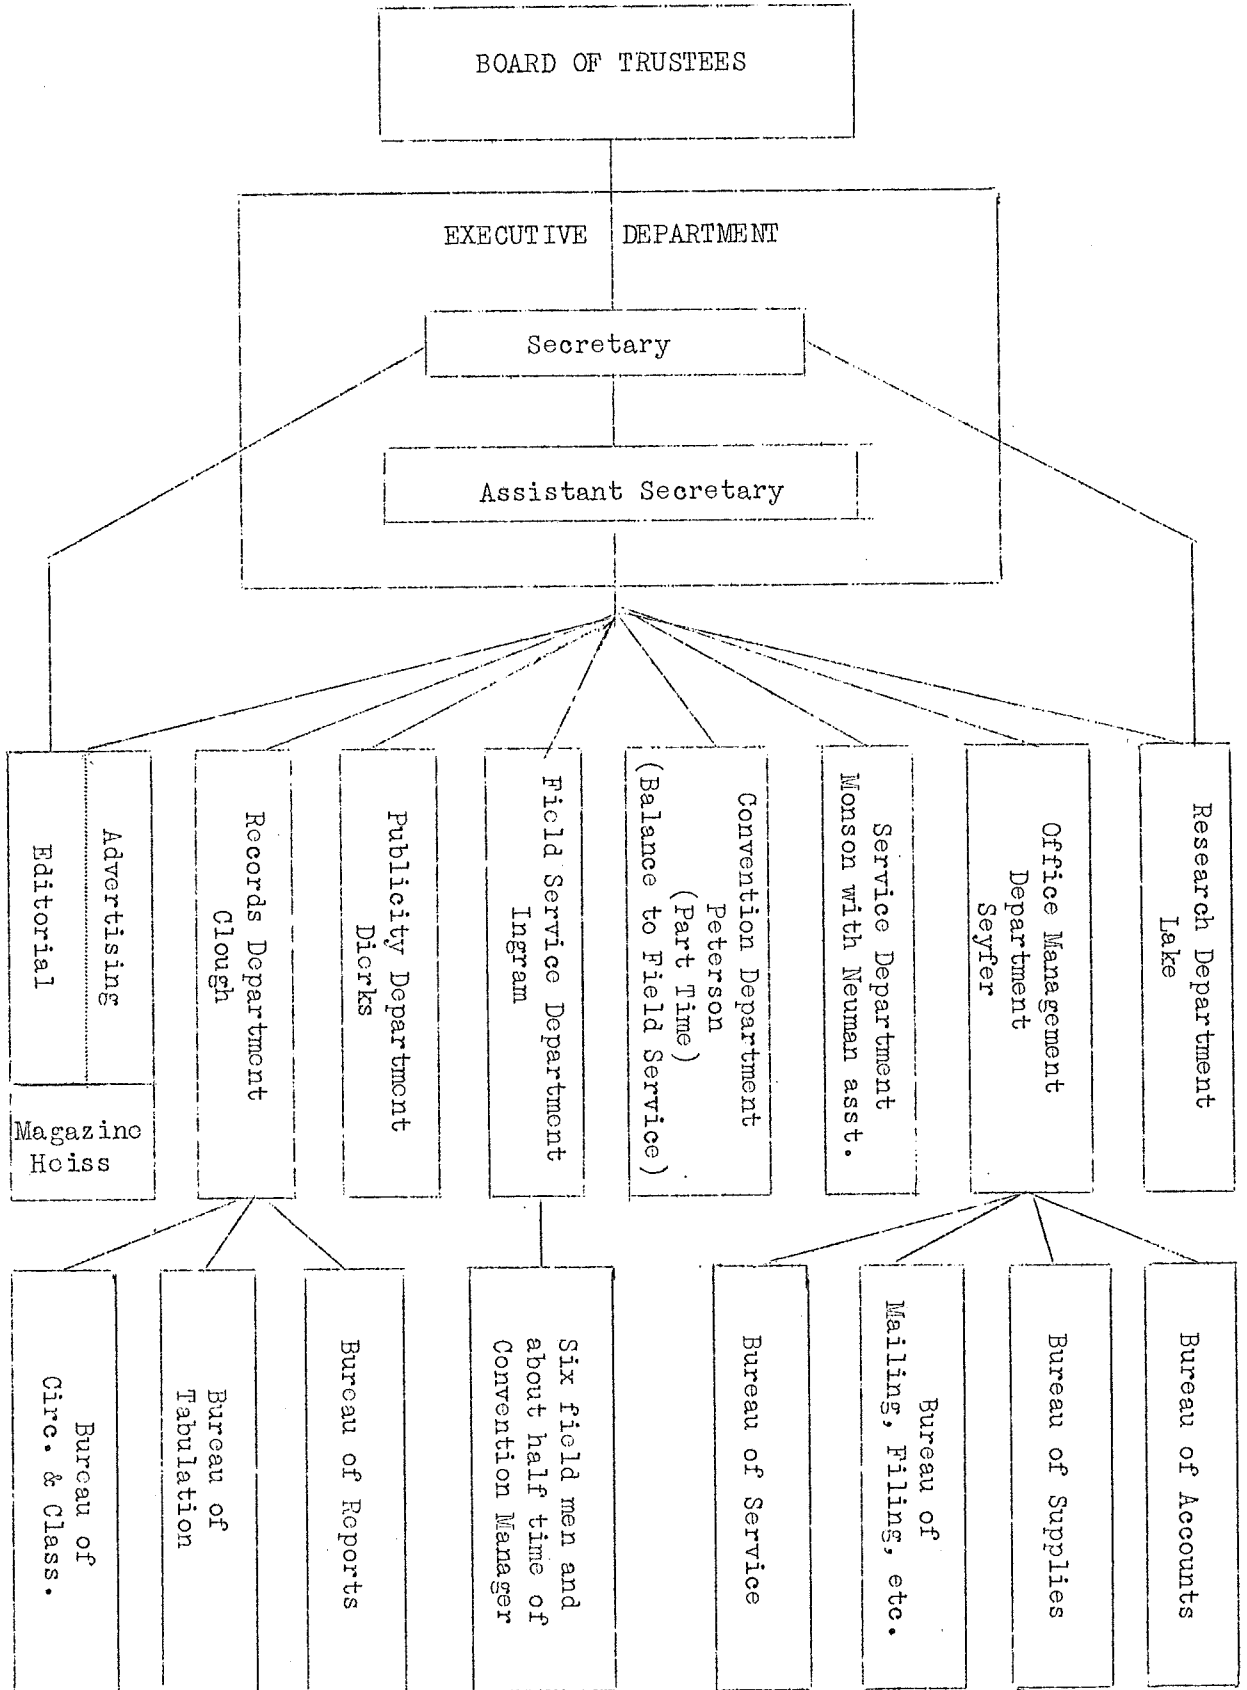 BOARD OF TRUSTEES
EXECUTIVE DEPARTMENT
Secretary
Assistant Secretary
Editorial
Advertising
Magazine
Heiss
Records Department
Clough
Publicity Department
Dierks
Field Service Department
Ingram
Convention Department
Peterson
(Part Time)
(Balance to Field Service)
Service Department
Monson with Neuman asst.
Office Management
Department
Seyfer
Research Department
Lake
Bureau of
Circ. & Class.
Bureau of
Tabulation
Bureau of Reports
Six field men and
about half time of
Convention Manager
Bureau of Service
Bureau of
Mailing, Filing, etc.
Bureau of Supplies
Bureau of Accounts